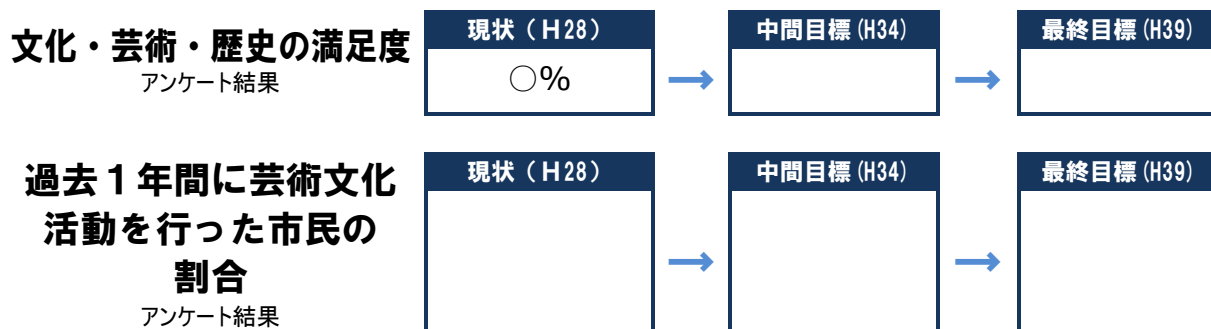 文化・芸術・歴史の満足度
アンケート結果
現状（Ｈ28）
○%
→
中間目標(H34)
→
最終目標(H39)
過去１年間に芸術文化
活動を行った市民の
割合
アンケート結果
現状（Ｈ28）
→
中間目標(H34)
→
最終目標(H39)